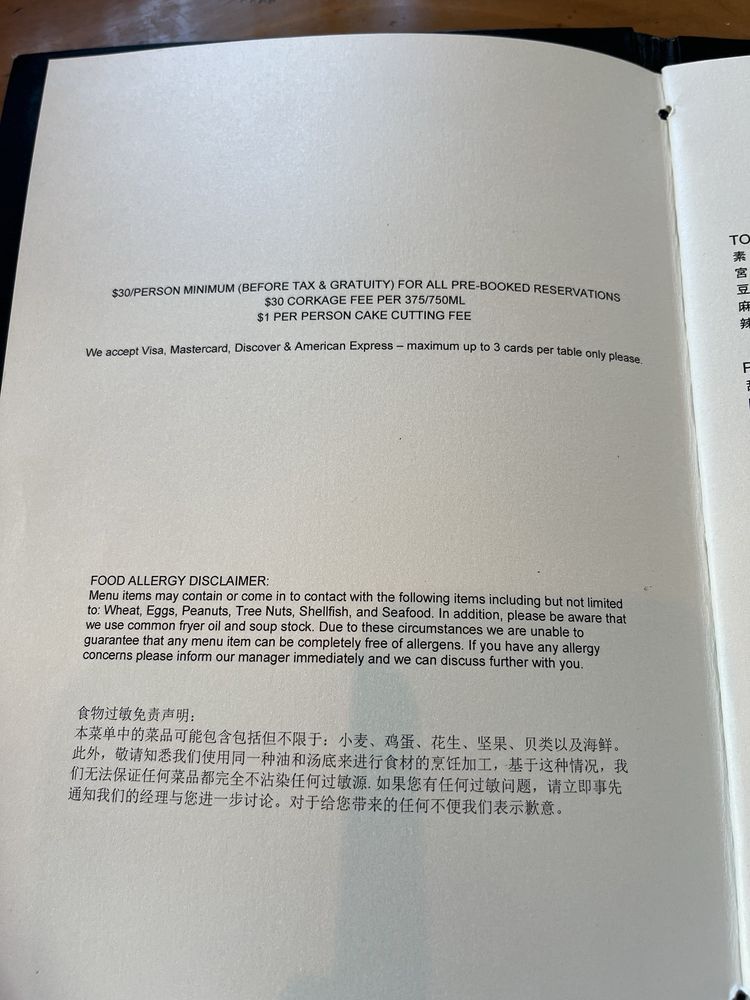 $30/PERSON MINIMUM (BEFORE TAX & GRATUITY) FOR ALL PRE-BOOKED RESERVATIONS
$30 CORKAGE FEE PER 375/750ML
$1 PER PERSON CAKE CUTTING FEE
We accept Visa, Mastercard, Discover & American Express – maximum up to 3 cards per table only please.
FOOD ALLERGY DISCLAIMER:
Menu items may contain or come in to contact with the following items including but not limited
to: Wheat, Eggs, Peanuts, Tree Nuts, Shellfish, and Seafood. In addition, please be aware that
we use common fryer oil and soup stock. Due to these circumstances we are unable to
guarantee that any menu item can be completely free of allergens. If you have any allergy
concerns please inform our manager immediately and we can discuss further with you.
食物过敏免责声明：
本菜单中的菜品可能包含包括但不限于：小麦、鸡蛋、花生、坚果、贝类以及海鲜。
此外，敬请知悉我们使用同一种油和汤底来进行食材的烹饪加工，基于这种情况，我
们无法保证任何菜品都完全不沾染任何过敏源. 如果您有任何过敏问题，请立即事先
通知我们的经理与您进一步讨论。对于给您带来的任何不便我们表示歉意。
TO
素
宮
豆
麻
辣
F